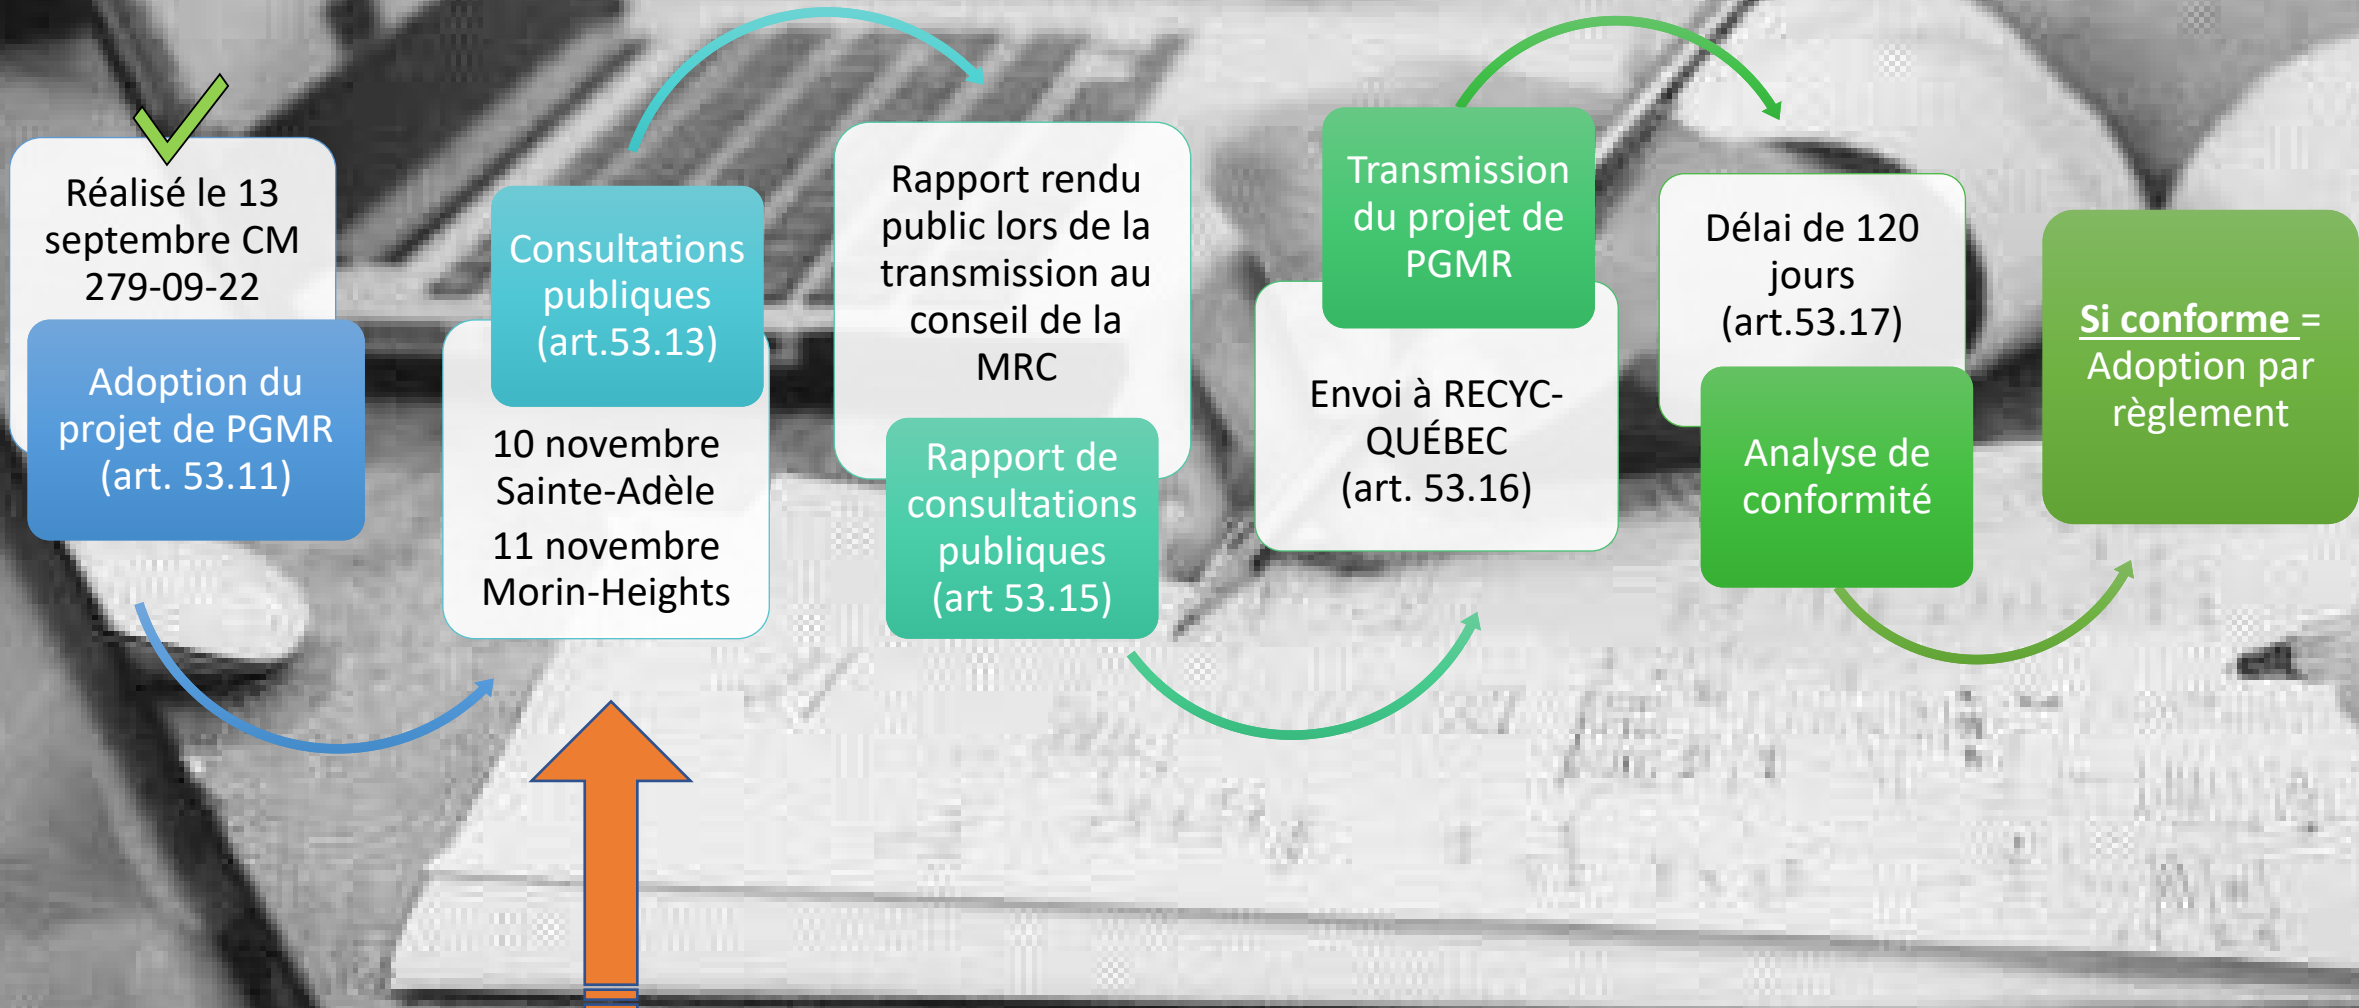 Réalisé le 13
septembre CM
279-09-22
Adoption du
projet de PGMR
(art. 53.11)
Consultations
publiques
(art.53.13)
10 novembre
Sainte-Adèle
11 novembre
Morin-Heights
Rapport rendu
public lors de la
transmission au
conseil de la
MRC
Rapport de
consultations
publiques
(art 53.15)
Transmission
du projet de
PGMR
Envoi à RECYC-
QUÉBEC
(art. 53.16)
Délai de 120
jours
(art.53.17)
Analyse de
conformité
Si conforme =
Adoption par
règlement